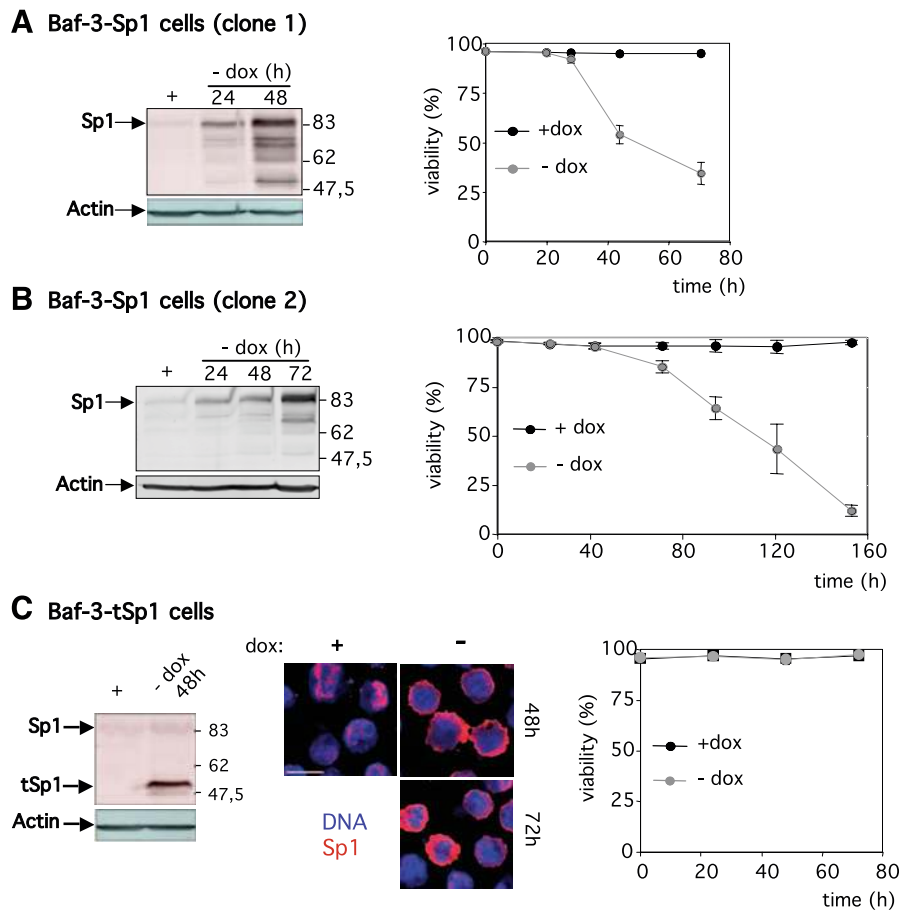 A Baf-3-Sp1 cells (clone 1)
- dox (h)
+ 24 48
Sp1
83
62
47,5
Actin
viability (%)
100
75
50
25
0
+dox
- dox
0 20 40 60 80
time (h)
B Baf-3-Sp1 cells (clone 2)
- dox (h)
+ 24 48 72
Sp1
83
62
47,5
Actin
viability (%)
100
75
50
25
0
+ dox
- dox
0 40 80 120 160
time (h)
C Baf-3-tSp1 cells
+ - dox
48h
Sp1
83
62
tSp1
47,5
Actin
dox: + -
48h
72h
DNA
Sp1
viability (%)
100
75
50
25
0
+dox
- dox
0 20 40 60 80
time (h)